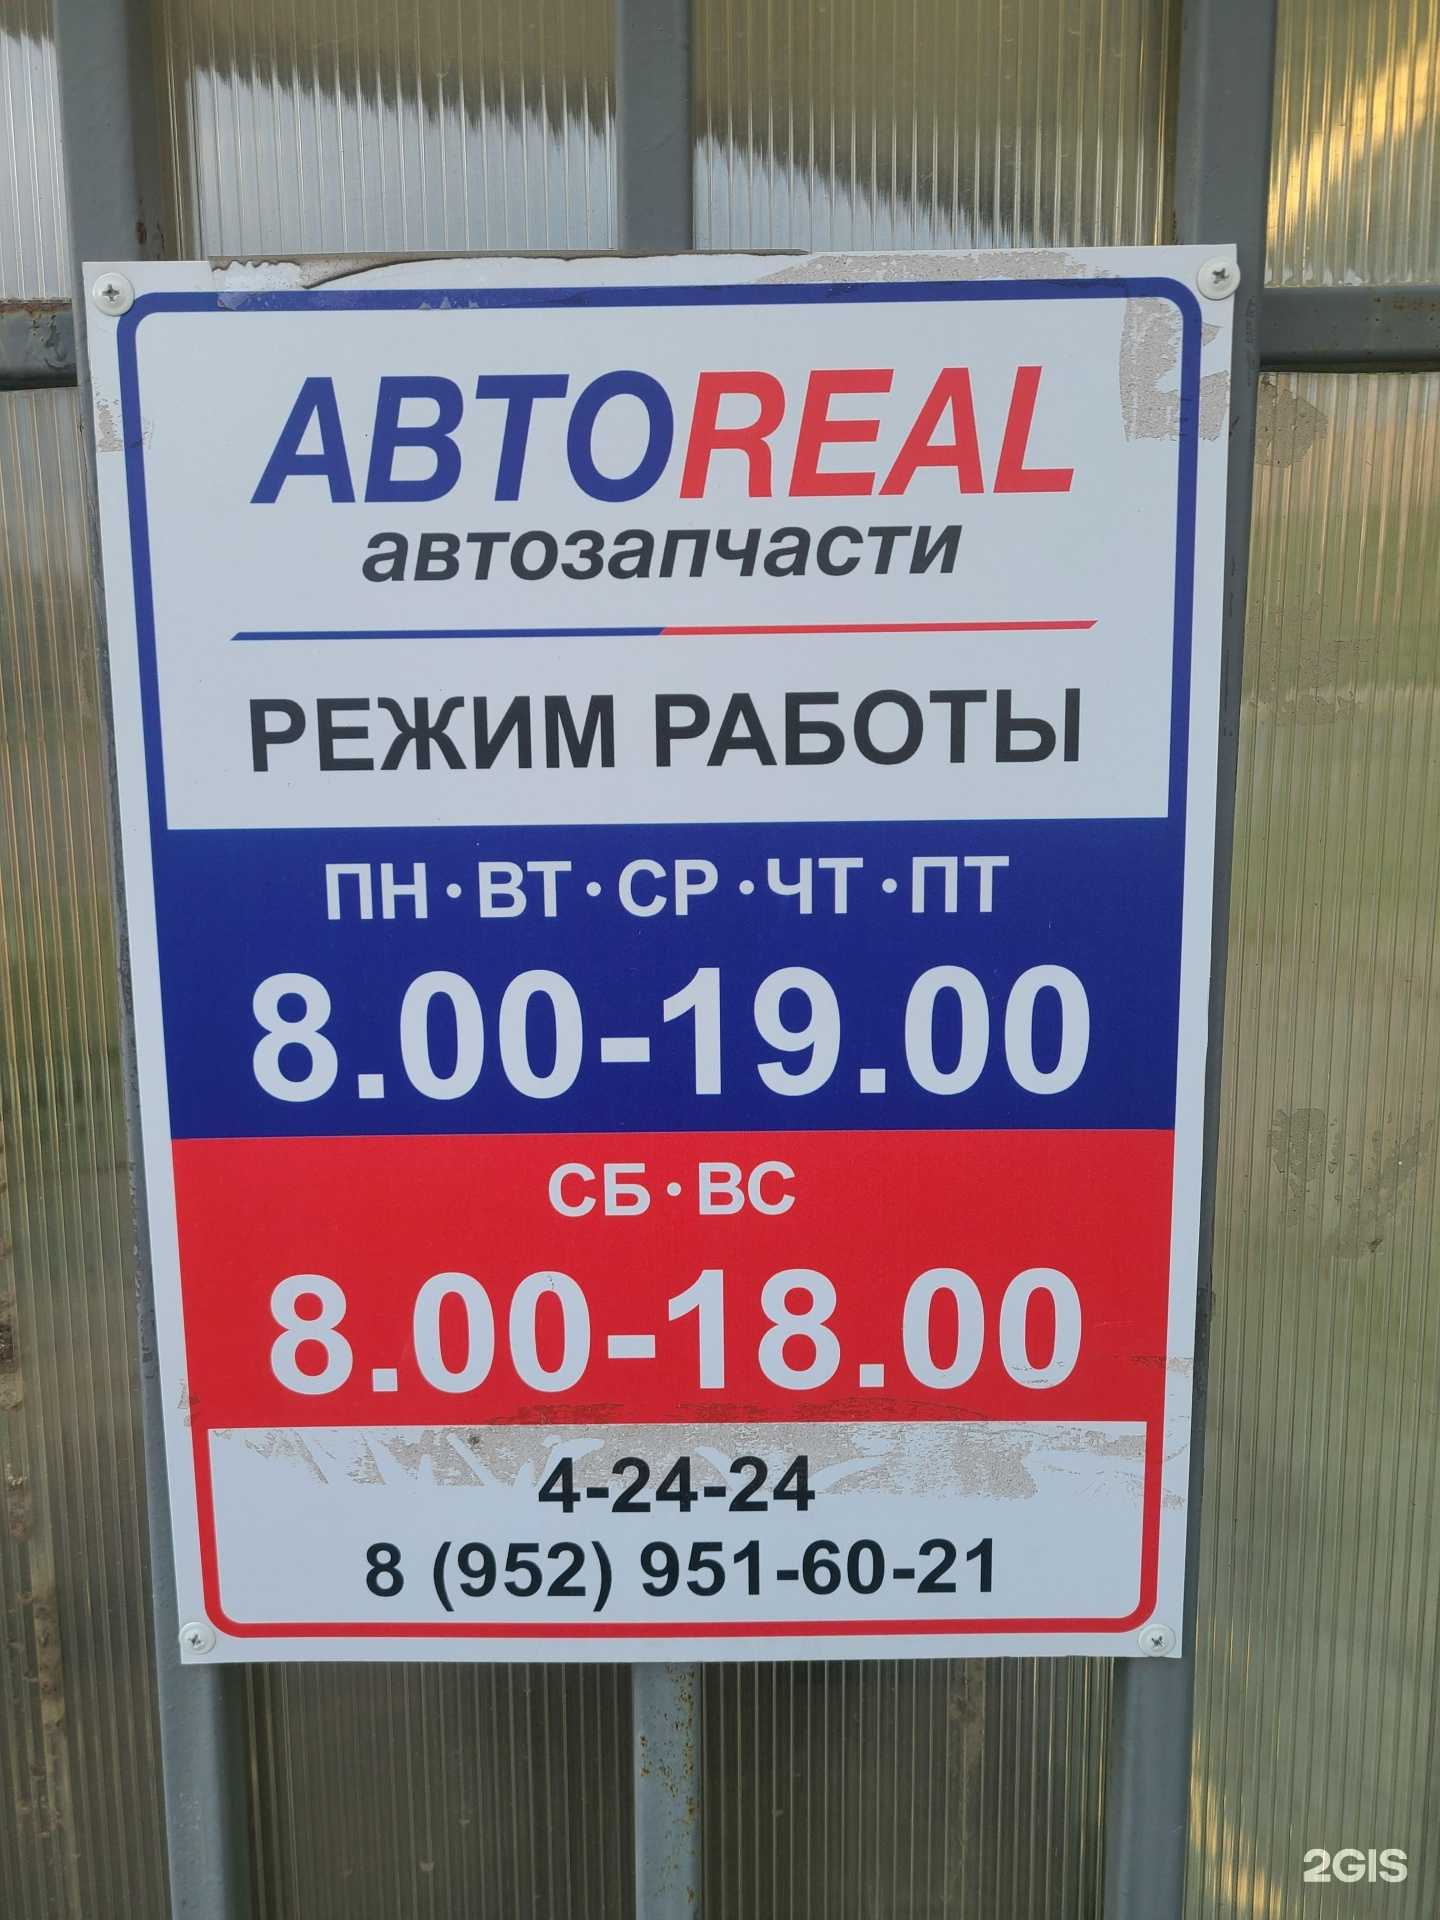 АВТОREAL
автозапчасти
РЕЖИМ РАБОТЫ
ПН·ВТ·СР·ЧТ·ПТ
8.00-19.00
СБ·ВС
8.00-18.00
4-24-24
8 (952) 951-60-21
2GIS